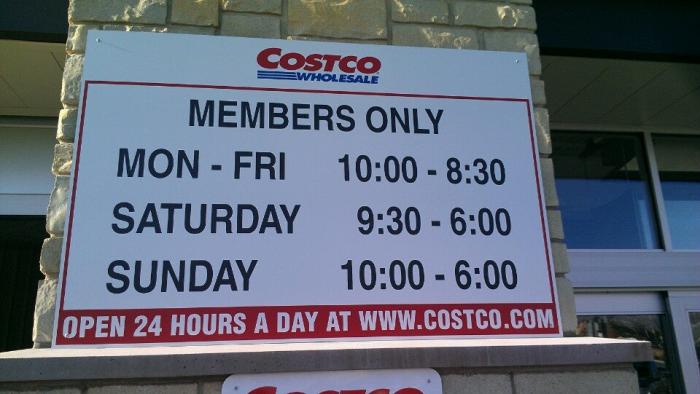 COSTCO
WHOLESALE
MEMBERS ONLY
MON - FRI 10:00 - 8:30
SATURDAY 9:30 - 6:00
SUNDAY 10:00 - 6:00
OPEN 24 HOURS A DAY AT WWW.COSTCO.COM
COSTCO